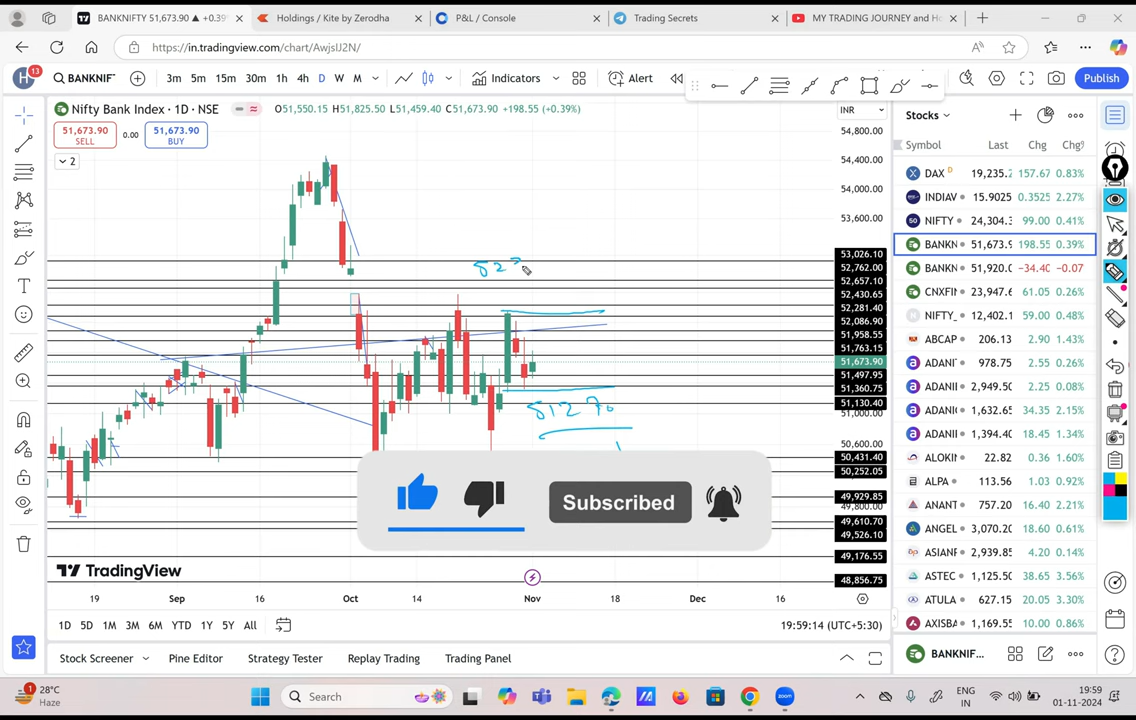 BANKNIFTY 51,673.90 ▲ +0.39%
Holdings / Kite by Zerodha
P&L / Console
Trading Secrets
MY TRADING JOURNEY and
https://in.tradingview.com/chart/AwjsIJ2N/
H 13
BANKNIF
3m 5m 15m 30m 1h 4h D W M
Indicators
Alert
Publish
Nifty Bank Index · 1D · NSE
O51,550.15 H51,825.50 L51,459.40 C51,673.90 +198.55 (+0.39%)
51,673.90
SELL
0.00
51,673.90
BUY
2
INR
54,800.00
54,400.00
54,000.00
53,600.00
53,026.10
52,762.00
52,657.10
52,430.65
52,281.40
52,086.90
51,958.55
51,763.15
51,673.90
51,497.95
51,360.75
51,130.40
51,000.00
50,600.00
50,431.40
50,252.05
49,929.85
49,800.00
49,610.70
49,526.10
49,176.55
48,856.75
51270
Subscribed
TradingView
19 Sep 16 Oct 14 Nov 18 Dec 16
1D 5D 1M 3M 6M YTD 1Y 5Y All
19:59:14 (UTC+5:30)
Stock Screener
Pine Editor
Strategy Tester
Replay Trading
Trading Panel
Stocks
Symbol Last Chg Chg%
DAX D 19,235.2 157.67 0.83%
INDIAV 15.9025 0.3525 2.27%
50 NIFTY 24,304.3 99.00 0.41%
BANKN 51,673.9 198.55 0.39%
BANKN 51,920.0 −34.40 −0.07
CNXFIN 23,947.6 61.05 0.26%
NIFTY_ 12,402.1 59.00 0.48%
ABCAP 206.13 2.90 1.43%
ADANI 978.75 2.55 0.26%
ADANII 2,949.50 2.25 0.08%
ADANI 1,632.65 34.35 2.15%
ADANII 1,394.40 18.45 1.34%
ALOKI 22.82 0.36 1.60%
ALPA 113.56 1.03 0.92%
ANANT 757.20 16.40 2.21%
ANGEL 3,070.20 18.60 0.61%
ASIANF 2,939.85 4.20 0.14%
ASTEC 1,125.50 38.65 3.56%
ATULA 627.15 20.05 3.30%
AXISBA 1,169.55 10.00 0.86%
BANKNIF
1
28°C
Haze
Search
ENG
IN
19:59
01-11-2024